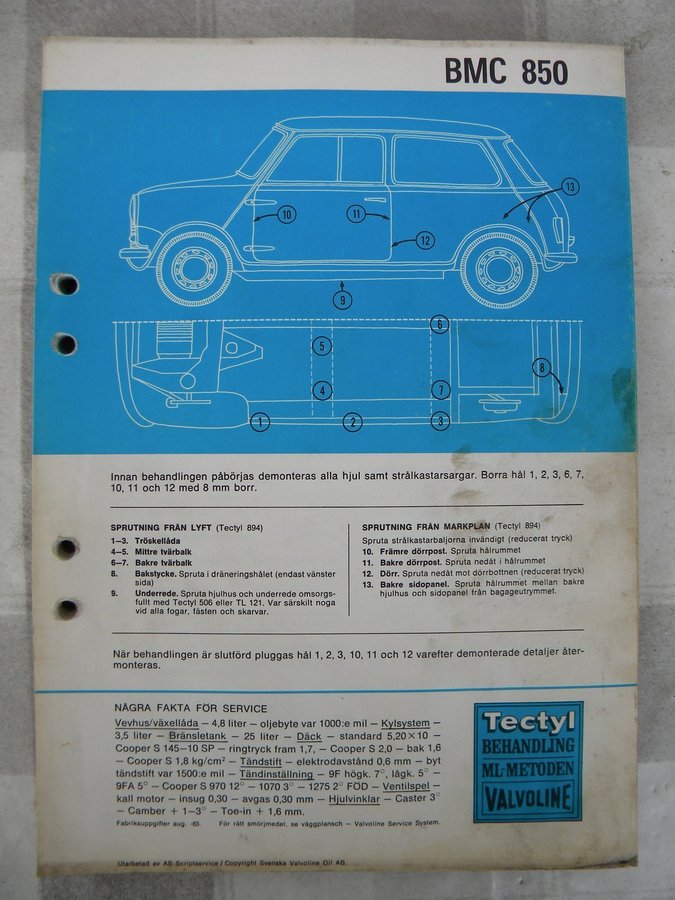 BMC 850
10
11
12
13
9
6
5
8
4
7
1
2
3
Innan behandlingen påbörjas demonteras alla hjul samt strålkastarsargar. Borra hål 1, 2, 3, 6, 7,
10, 11 och 12 med 8 mm borr.
SPRUTNING FRÅN LYFT (Tectyl 894)
1–3. Tröskellåda
4–5. Mittre tvärbalk
6–7. Bakre tvärbalk
8. Bakstycke. Spruta i dräneringshålet (endast vänster
sida)
9. Underrede. Spruta hjulhus och underrede omsorgs-
fullt med Tectyl 506 eller TL 121. Var särskilt noga
vid alla fogar, fästen och skarvar.
SPRUTNING FRÅN MARKPLAN (Tectyl 894)
Spruta strålkastarbaljorna invändigt (reducerat tryck)
10. Främre dörrpost. Spruta hålrummet
11. Bakre dörrpost. Spruta nedåt i hålrummet
12. Dörr. Spruta nedåt mot dörrbottnen (reducerat tryck)
13. Bakre sidopanel. Spruta hålrummet mellan bakre
hjulhus och sidopanel från bagageutrymmet.
När behandlingen är slutförd pluggas hål 1, 2, 3, 10, 11 och 12 varefter demonterade detaljer åter-
monteras.
NÅGRA FAKTA FÖR SERVICE
Vevhus/växellåda – 4,8 liter – oljebyte var 1000:e mil – Kylsystem –
3,5 liter – Bränsletank – 25 liter – Däck – standard 5,20×10 –
Cooper S 145–10 SP – ringtryck fram 1,7, – Cooper S 2,0 – bak 1,6
– Cooper S 1,8 kg/cm² – Tändstift – elektrodavstånd 0,6 mm – byt
tändstift var 1500:e mil – Tändinställning – 9F högk. 7°, lågk. 5° –
9FA 5° – Cooper S 970 12° – 1070 3° – 1275 2° FÖD – Ventilspel –
kall motor – insug 0,30 – avgas 0,30 mm – Hjulvinklar – Caster 3°
– Camber + 1–3° – Toe-in + 1,6 mm.
Fabriksuppgifter aug. -65. För rätt smörjmedel, se väggplansch – Valvoline Service System.
Tectyl
BEHANDLING
ML-METODEN
VALVOLINE
Utarbetad av AB Scriptservice / Copyright Svenska Valvoline Oil AB.